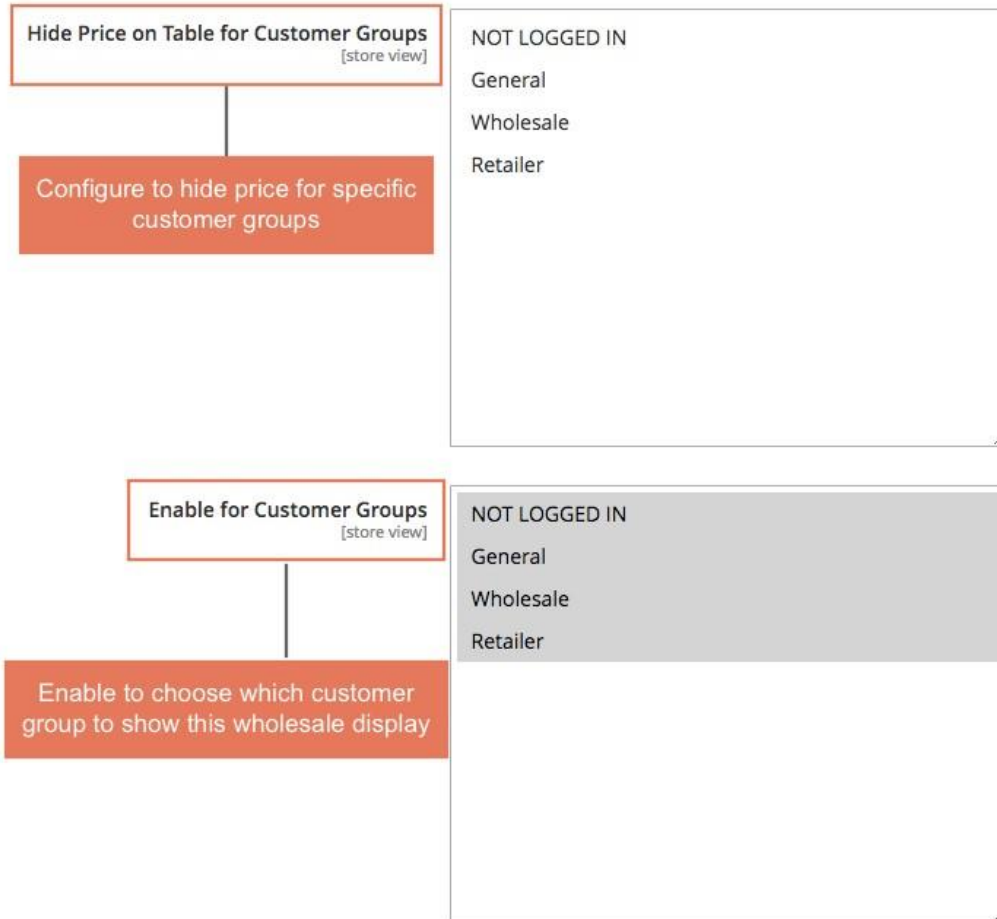 Hide Price on Table for Customer Groups
[store view]
NOT LOGGED IN
General
Wholesale
Retailer
Configure to hide price for specific
customer groups
Enable for Customer Groups
[store view]
NOT LOGGED IN
General
Wholesale
Retailer
Enable to choose which customer
group to show this wholesale display